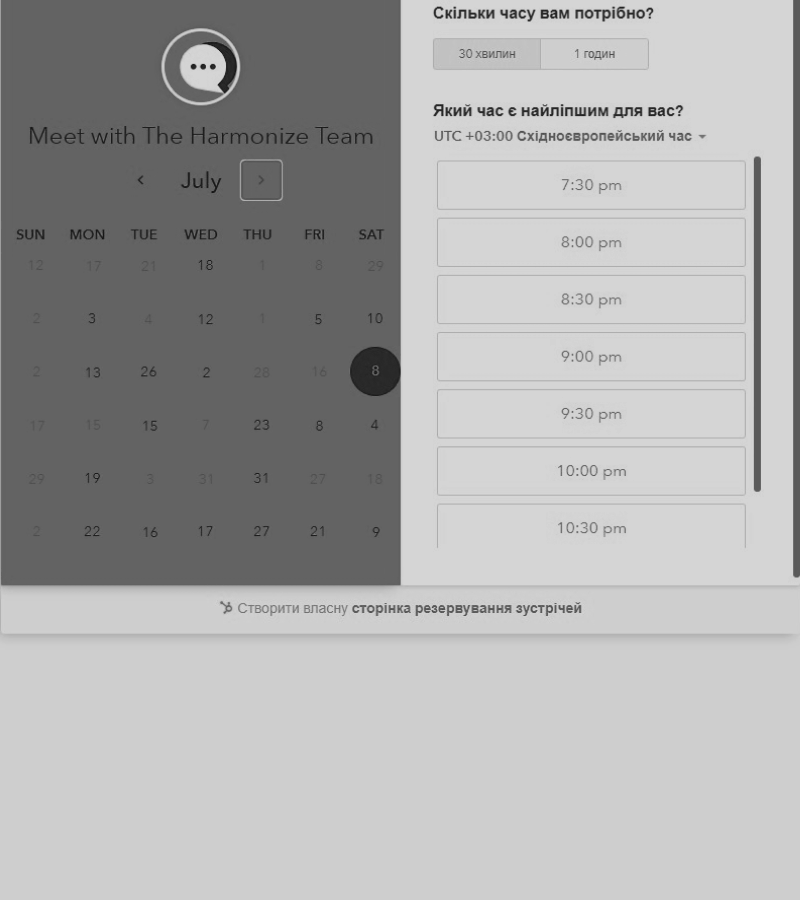 Скільки часу вам потрібно?
30 хвилин 1 годин
Meet with The Harmonize Team
July
SUN MON TUE WED THU FRI SAT
12 17 21 18 1 8 29
2 3 4 12 1 5 10
2 13 26 2 28 16 8
17 15 15 7 23 8 4
29 19 3 31 31 27 18
2 22 16 17 27 21 9
Який час є найліпшим для вас?
UTC +03:00 Східноєвропейський час
7:30 pm
8:00 pm
8:30 pm
9:00 pm
9:30 pm
10:00 pm
10:30 pm
Створити власну сторінка резервування зустрічей